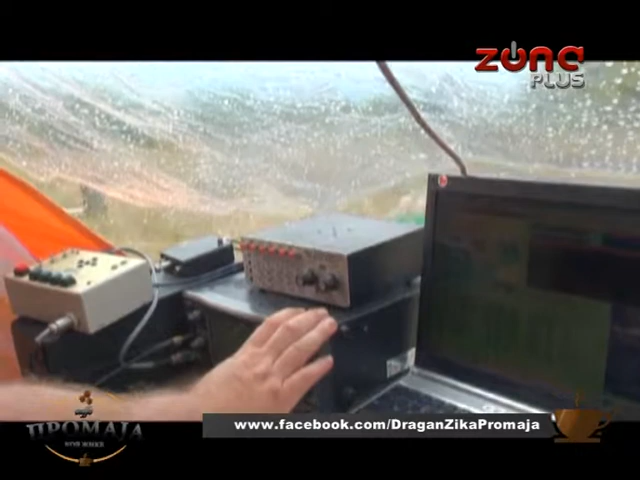 zona
PLUS
ПРОМАЈА
www.facebook.com/DraganZikaPromaja